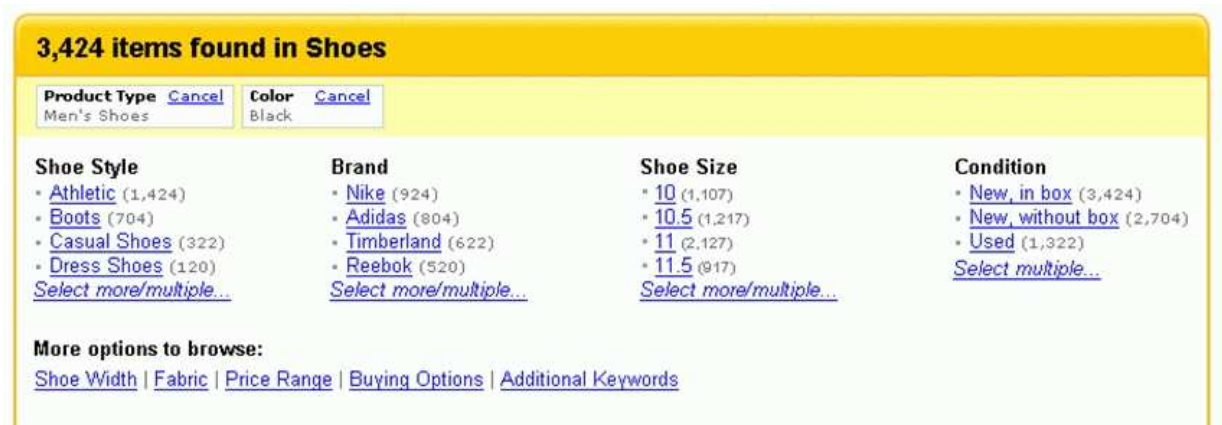 3,424 items found in Shoes
Product Type Cancel
Men's Shoes
Color Cancel
Black
Shoe Style
Athletic (1,424)
Boots (704)
Casual Shoes (322)
Dress Shoes (120)
Select more/multiple...
Brand
Nike (924)
Adidas (804)
Timberland (622)
Reebok (520)
Select more/multiple...
Shoe Size
10 (1,107)
10.5 (1,217)
11 (2,127)
11.5 (917)
Select more/multiple...
Condition
New, in box (3,424)
New, without box (2,704)
Used (1,322)
Select multiple...
More options to browse:
Shoe Width | Fabric | Price Range | Buying Options | Additional Keywords